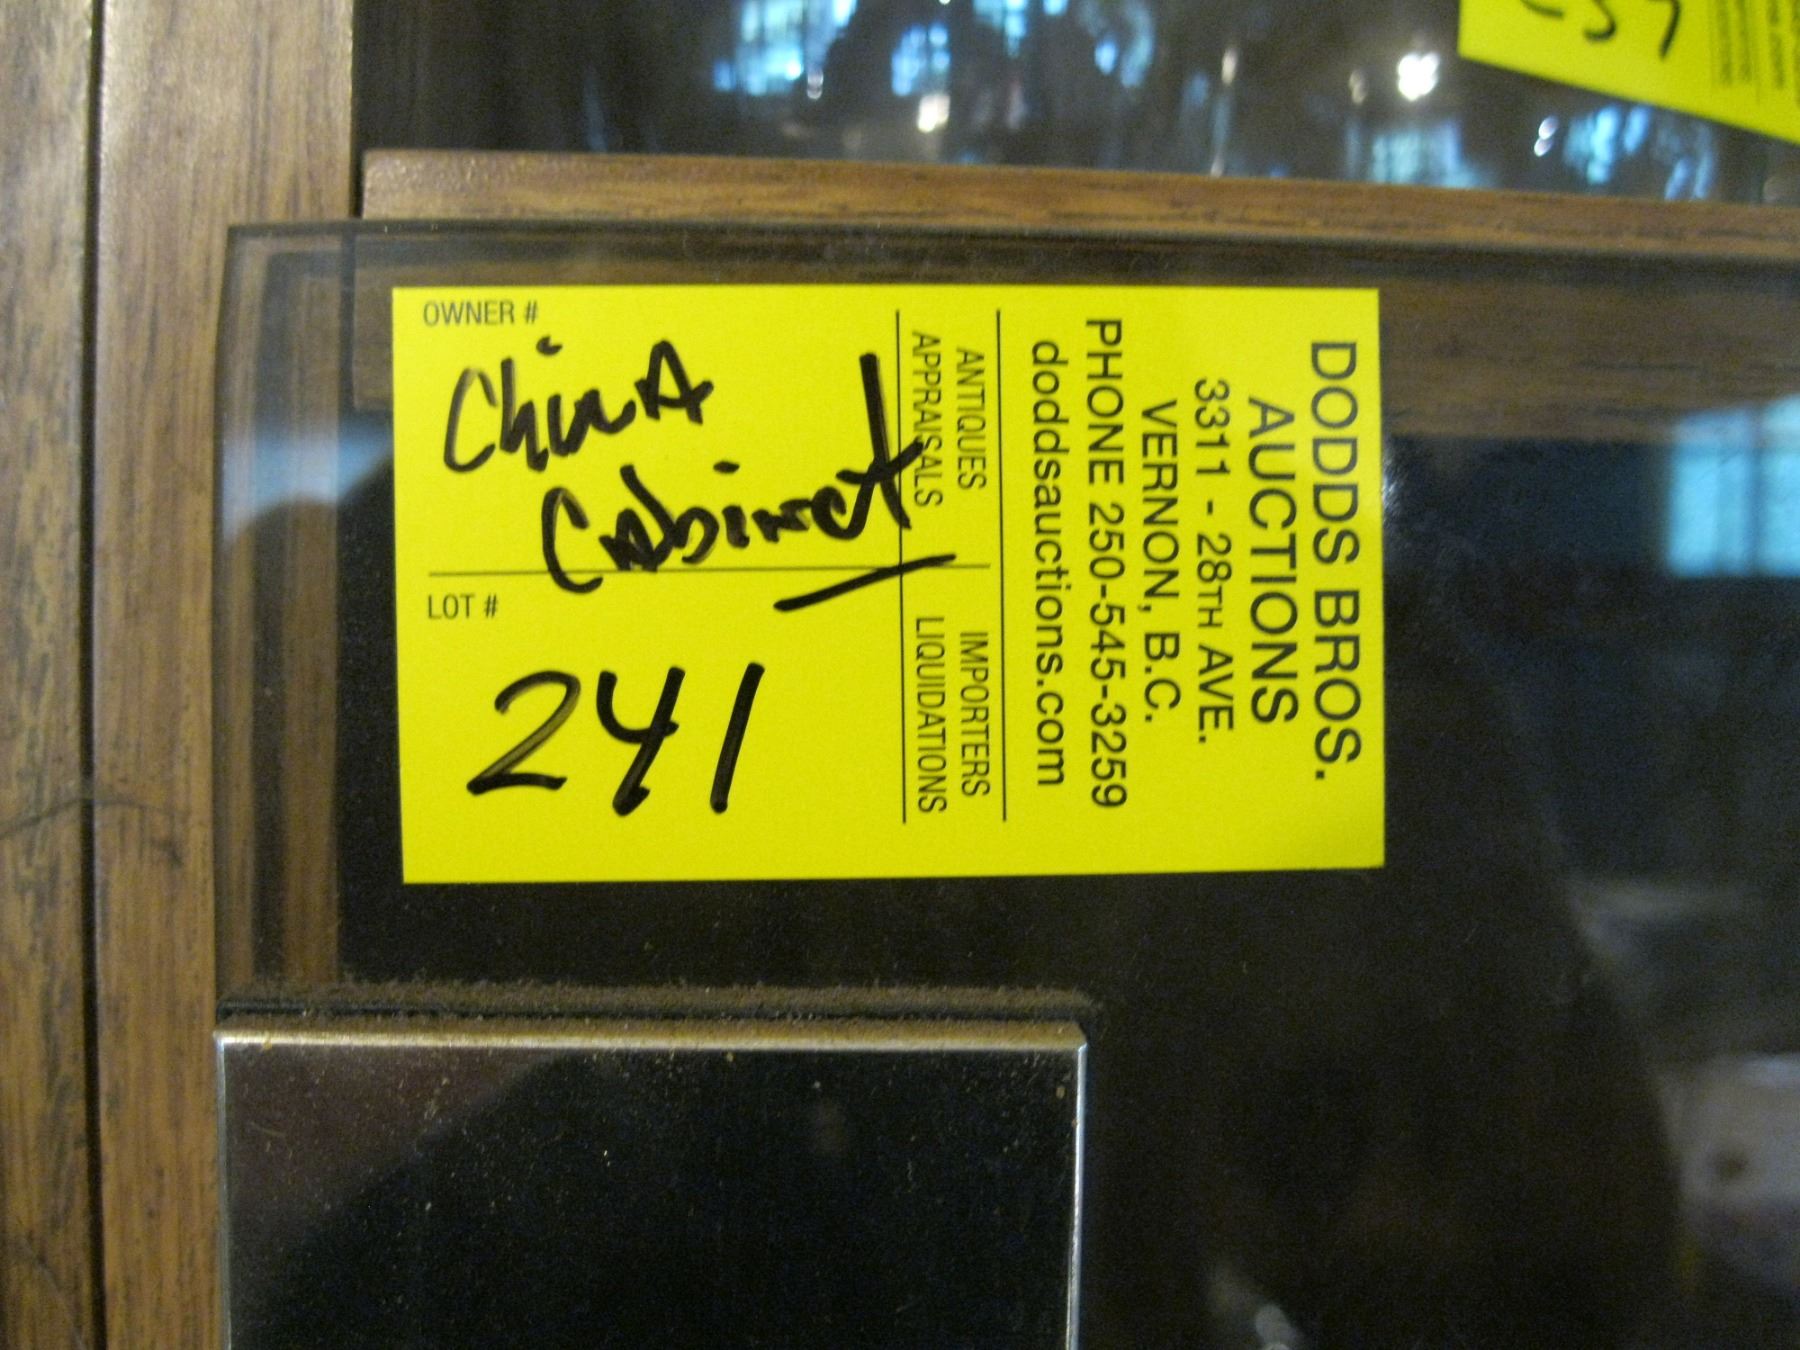 OWNER #
ChinA
Cabinet
LOT #
241
DODDS BROS.
AUCTIONS
3311 - 28TH AVE.
VERNON, B.C.
PHONE 250-545-3259
doddsauctions.com
ANTIQUES IMPORTERS
APPRAISALS LIQUIDATIONS